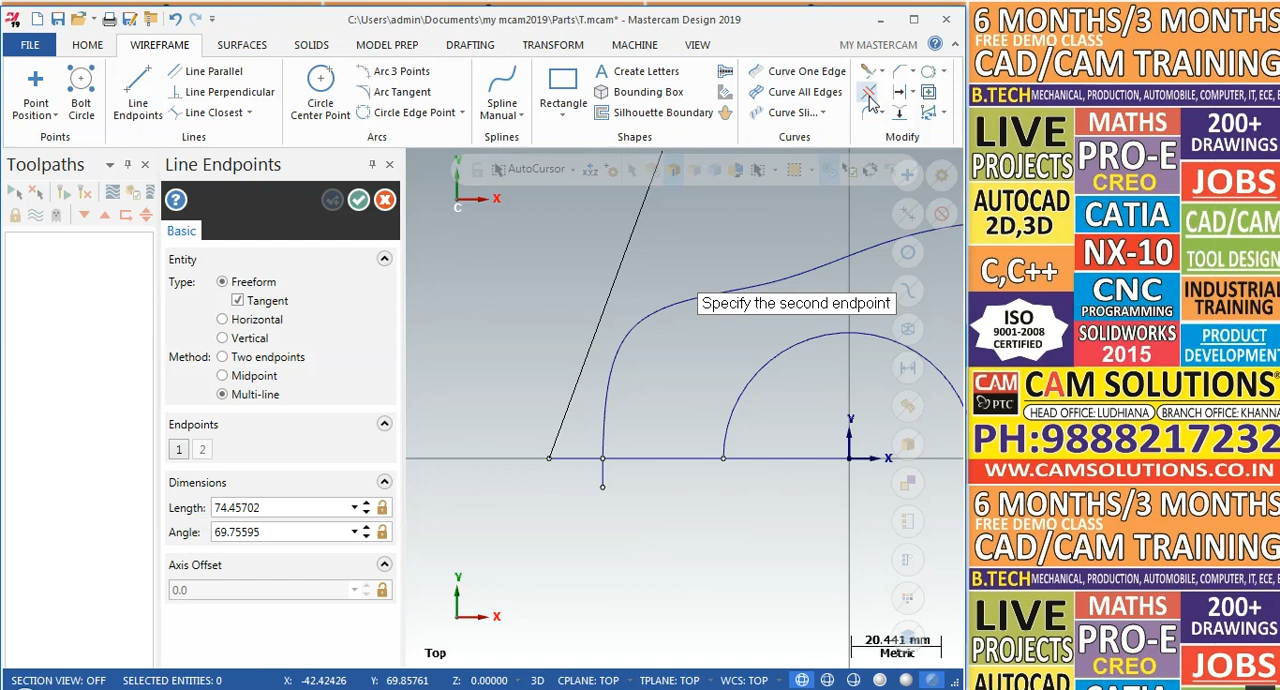 19
C:\Users\admin\Documents\my mcam2019\Parts\T.mcam* - Mastercam Design 2019
FILE
HOME
WIREFRAME
SURFACES
SOLIDS
MODEL PREP
DRAFTING
TRANSFORM
MACHINE
VIEW
MY MASTERCAM
Point
Position
Bolt
Circle
Points
Line
Endpoints
Line Parallel
Line Perpendicular
Line Closest
Lines
Circle
Center Point
Arc 3 Points
Arc Tangent
Circle Edge Point
Arcs
Spline
Manual
Splines
Rectangle
Create Letters
Bounding Box
Silhouette Boundary
Shapes
Curve One Edge
Curve All Edges
Curve Sli...
Curves
Modify
Toolpaths
Line Endpoints
Basic
Entity
Type:
Freeform
Tangent
Horizontal
Vertical
Method:
Two endpoints
Midpoint
Multi-line
Endpoints
1
2
Dimensions
Length:
74.45702
Angle:
69.75595
Axis Offset
0.0
AutoCursor
Y
X
C
Specify the second endpoint
Y
X
Y
X
Top
20.441 mm
Metric
SECTION VIEW: OFF
SELECTED ENTITIES: 0
X: -42.42426
Y: 69.85761
Z: 0.00000
3D
CPLANE: TOP
TPLANE: TOP
WCS: TOP
6 MONTHS/3 MONTHS
FREE DEMO CLASS
CAD/CAM TRAINING
B.TECH MECHANICAL, PRODUCTION, AUTOMOBILE, COMPUTER, IT, ECE,
LIVE
PROJECTS
MATHS
PRO-E
CREO
200+
DRAWINGS
JOBS
AUTOCAD
2D,3D
CATIA
CAD/CAM
C,C++
NX-10
TOOL DESIGN
ISO
9001-2008
CERTIFIED
CNC
PROGRAMMING
SOLIDWORKS
2015
INDUSTRIAL
TRAINING
PRODUCT
DEVELOPMENT
CAM
PTC
CAM SOLUTIONS
HEAD OFFICE: LUDHIANA
BRANCH OFFICE: KHANNA
PH:9888217232
WW.CAMSOLUTIONS.CO.IN
6 MONTHS/3 MONTHS
FREE DEMO CLASS
CAD/CAM TRAINING
B.TECH MECHANICAL, PRODUCTION, AUTOMOBILE, COMPUTER, IT, ECE,
LIVE
PROJECTS
MATHS
PRO-E
CREO
200+
DRAWINGS
JOBS
AUTOCAD
CATIA
CAD/CAM